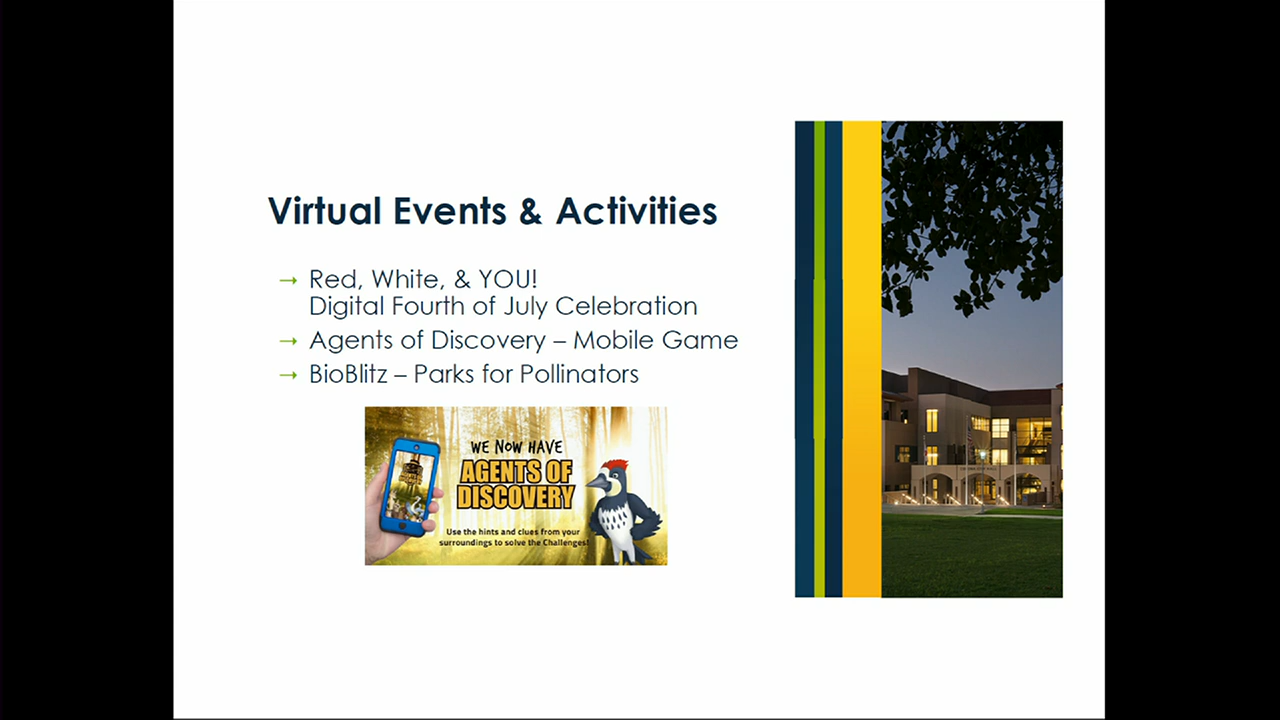 Virtual Events & Activities
→ Red, White, & YOU!
Digital Fourth of July Celebration
→ Agents of Discovery – Mobile Game
→ BioBlitz – Parks for Pollinators
WE NOW HAVE
AGENTS OF
DISCOVERY
Use the hints and clues from your
surroundings to solve the Challenges!